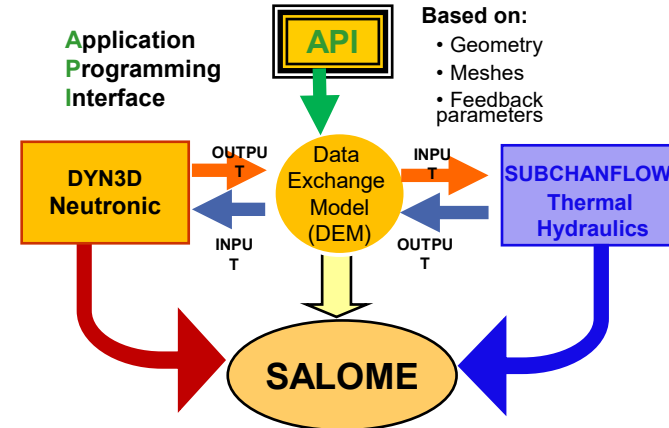 Application
Programming
Interface
API
Based on:
• Geometry
• Meshes
• Feedback
parameters
DYN3D
Neutronic
OUTPU
T
INPU
T
Data
Exchange
Model
(DEM)
INPU
T
OUTPU
T
SUBCHANFLOW
Thermal
Hydraulics
SALOME